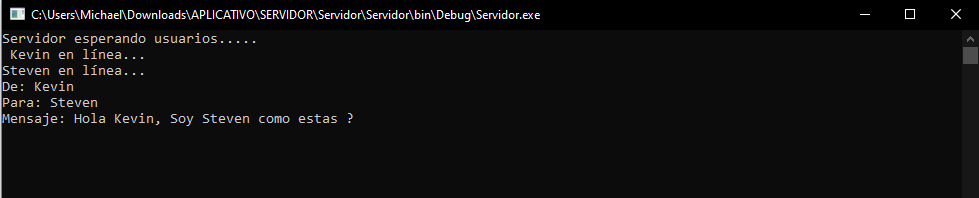 C:\Users\Michael\Downloads\APLICATIVO\SERVIDOR\Servidor\Servidor\bin\Debug\Servidor.exe
Servidor esperando usuarios.....
 Kevin en línea...
Steven en línea...
De: Kevin
Para: Steven
Mensaje: Hola Kevin, Soy Steven como estas ?